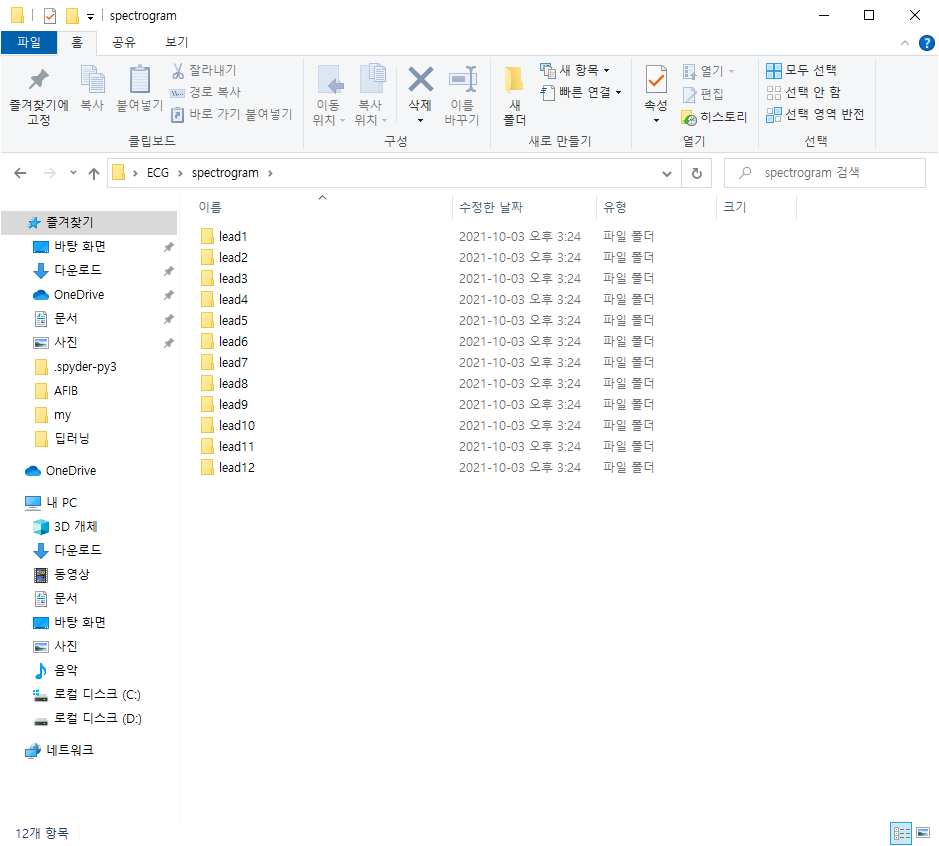 spectrogram
파일 홈 공유 보기
즐겨찾기에 고정
복사
붙여넣기
잘라내기
경로 복사
바로 가기 붙여넣기
클립보드
이동 위치
복사 위치
삭제
이름 바꾸기
구성
새 폴더
새 항목
빠른 연결
새로 만들기
속성
열기
편집
히스토리
열기
모두 선택
선택 안 함
선택 영역 반전
선택
ECG > spectrogram >
spectrogram 검색
즐겨찾기
바탕 화면
다운로드
OneDrive
문서
사진
.spyder-py3
AFIB
my
딥러닝
OneDrive
내 PC
3D 개체
다운로드
동영상
문서
바탕 화면
사진
음악
로컬 디스크 (C:)
로컬 디스크 (D:)
네트워크
이름 수정한 날짜 유형 크기
lead1 2021-10-03 오후 3:24 파일 폴더
lead2 2021-10-03 오후 3:24 파일 폴더
lead3 2021-10-03 오후 3:24 파일 폴더
lead4 2021-10-03 오후 3:24 파일 폴더
lead5 2021-10-03 오후 3:24 파일 폴더
lead6 2021-10-03 오후 3:24 파일 폴더
lead7 2021-10-03 오후 3:24 파일 폴더
lead8 2021-10-03 오후 3:24 파일 폴더
lead9 2021-10-03 오후 3:24 파일 폴더
lead10 2021-10-03 오후 3:24 파일 폴더
lead11 2021-10-03 오후 3:24 파일 폴더
lead12 2021-10-03 오후 3:24 파일 폴더
12개 항목